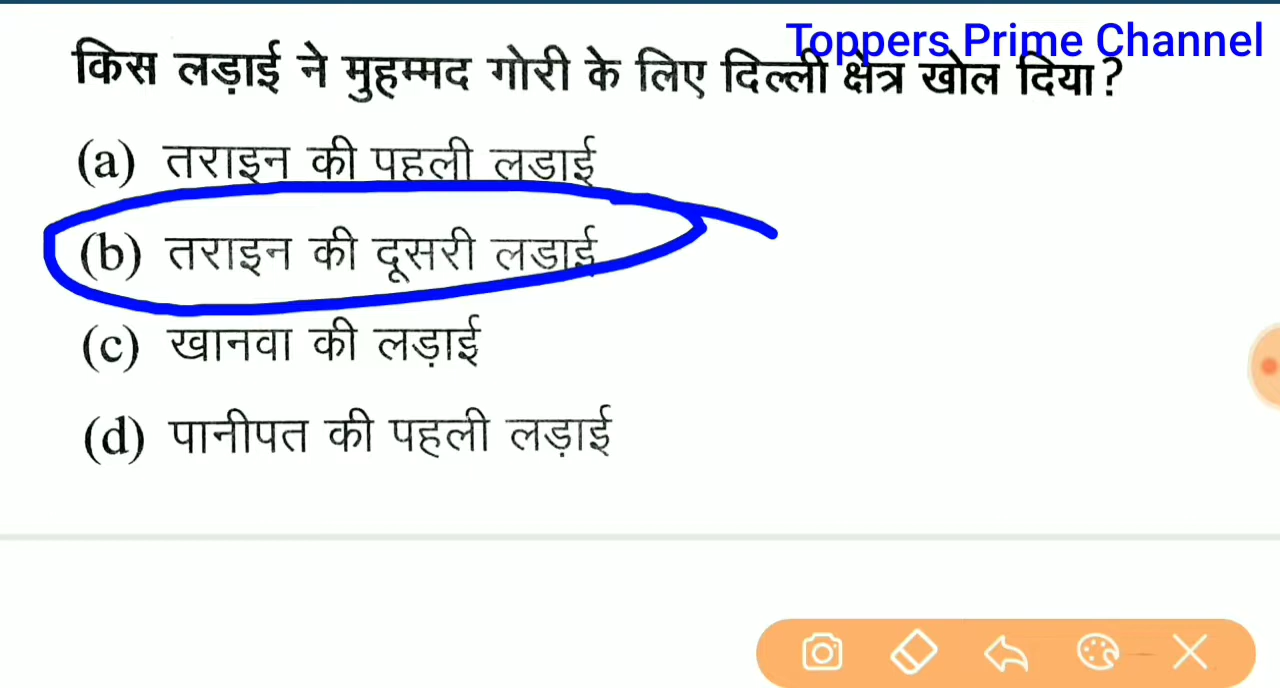 Toppers Prime Channel
किस लड़ाई ने मुहम्मद गोरी के लिए दिल्ली क्षेत्र खोल दिया?
(a) तराइन की पहली लडाई
(b) तराइन की दूसरी लडाई
(c) खानवा की लड़ाई
(d) पानीपत की पहली लड़ाई